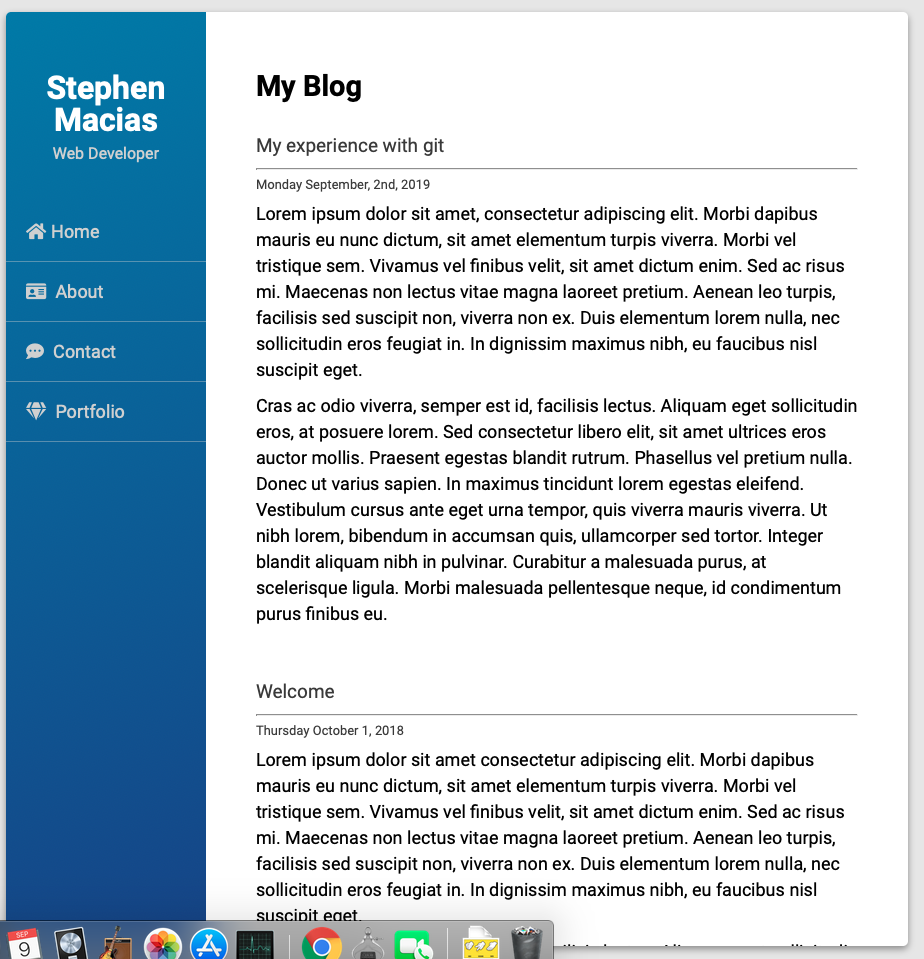 Stephen
Macias
Web Developer
Home
About
Contact
Portfolio
My Blog
My experience with git
Monday September, 2nd, 2019
Lorem ipsum dolor sit amet, consectetur adipiscing elit. Morbi dapibus
mauris eu nunc dictum, sit amet elementum turpis viverra. Morbi vel
tristique sem. Vivamus vel finibus velit, sit amet dictum enim. Sed ac risus
mi. Maecenas non lectus vitae magna laoreet pretium. Aenean leo turpis,
facilisis sed suscipit non, viverra non ex. Duis elementum lorem nulla, nec
sollicitudin eros feugiat in. In dignissim maximus nibh, eu faucibus nisl
suscipit eget.
Cras ac odio viverra, semper est id, facilisis lectus. Aliquam eget sollicitudin
eros, at posuere lorem. Sed consectetur libero elit, sit amet ultrices eros
auctor mollis. Praesent egestas blandit rutrum. Phasellus vel pretium nulla.
Donec ut varius sapien. In maximus tincidunt lorem egestas eleifend.
Vestibulum cursus ante eget urna tempor, quis viverra mauris viverra. Ut
nibh lorem, bibendum in accumsan quis, ullamcorper sed tortor. Integer
blandit aliquam nibh in pulvinar. Curabitur a malesuada purus, at
scelerisque ligula. Morbi malesuada pellentesque neque, id condimentum
purus finibus eu.
Welcome
Thursday October 1, 2018
Lorem ipsum dolor sit amet consectetur adipiscing elit. Morbi dapibus
mauris eu nunc dictum, sit amet elementum turpis viverra. Morbi vel
tristique sem. Vivamus vel finibus velit, sit amet dictum enim. Sed ac risus
mi. Maecenas non lectus vitae magna laoreet pretium. Aenean leo turpis,
facilisis sed suscipit non, viverra non ex. Duis elementum lorem nulla, nec
sollicitudin eros feugiat in. In dignissim maximus nibh, eu faucibus nisl
suscipit eget.
SEP
9